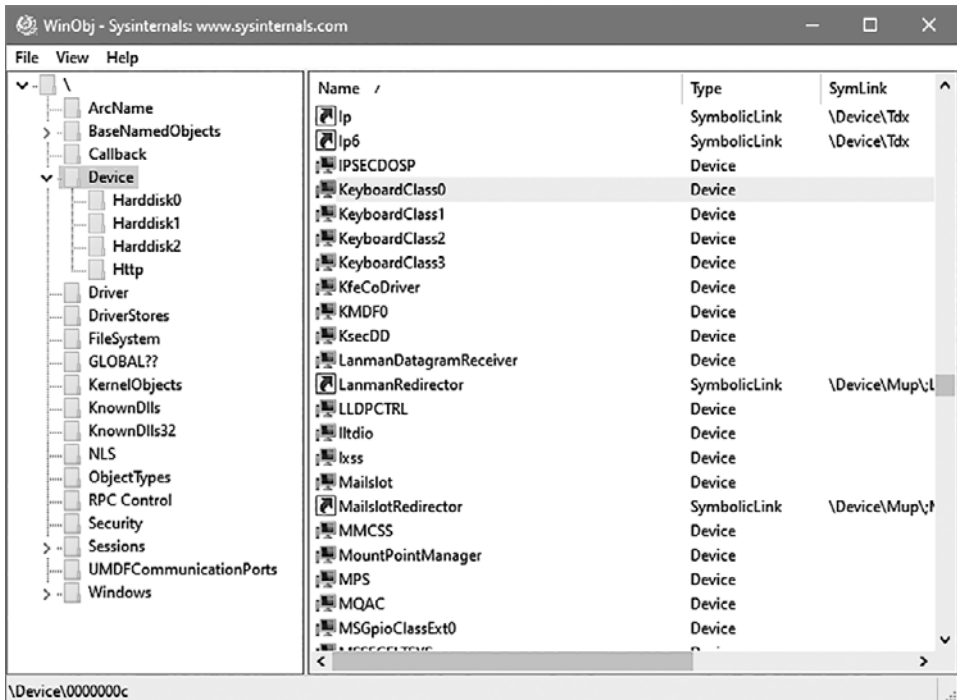 WinObj - Sysinternals: www.sysinternals.com
File View Help
\
ArcName
BaseNamedObjects
Callback
Device
Harddisk0
Harddisk1
Harddisk2
Http
Driver
DriverStores
FileSystem
GLOBAL??
KernelObjects
KnownDlls
KnownDlls32
NLS
ObjectTypes
RPC Control
Security
Sessions
UMDFCommunicationPorts
Windows
Name Type SymLink
Ip SymbolicLink \Device\Tdx
Ip6 SymbolicLink \Device\Tdx
IPSECDOSP Device
KeyboardClass0 Device
KeyboardClass1 Device
KeyboardClass2 Device
KeyboardClass3 Device
KfeCoDriver Device
KMDF0 Device
KsecDD Device
LanmanDatagramReceiver Device
LanmanRedirector SymbolicLink \Device\Mup\;L
LLDPCTRL Device
lltdio Device
lxss Device
Mailslot Device
MailslotRedirector SymbolicLink \Device\Mup\;M
MMCSS Device
MountPointManager Device
MPS Device
MQAC Device
MSGpioClassExt0 Device
\Device\0000000c